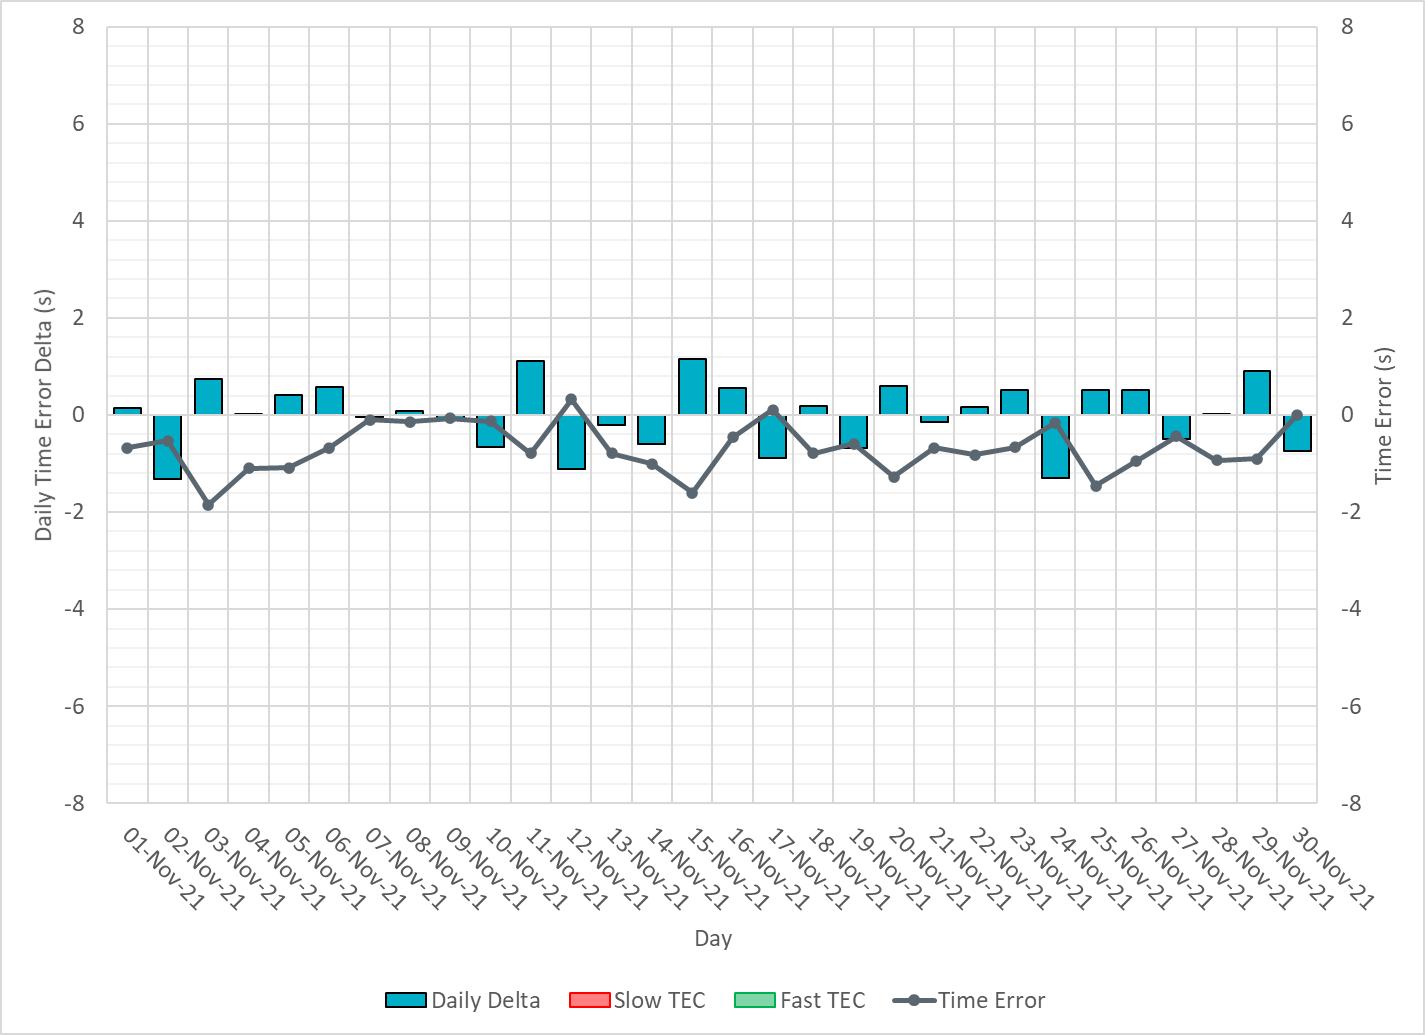 8
6
4
2
0
-2
-4
-6
-8
Daily Time Error Delta (s)
8
6
4
2
0
-2
-4
-6
-8
Time Error (s)
01-Nov-21
02-Nov-21
03-Nov-21
04-Nov-21
05-Nov-21
06-Nov-21
07-Nov-21
08-Nov-21
09-Nov-21
10-Nov-21
11-Nov-21
12-Nov-21
13-Nov-21
14-Nov-21
15-Nov-21
16-Nov-21
17-Nov-21
18-Nov-21
19-Nov-21
20-Nov-21
21-Nov-21
22-Nov-21
23-Nov-21
24-Nov-21
25-Nov-21
26-Nov-21
27-Nov-21
28-Nov-21
29-Nov-21
30-Nov-21
Day
Daily Delta Slow TEC Fast TEC Time Error